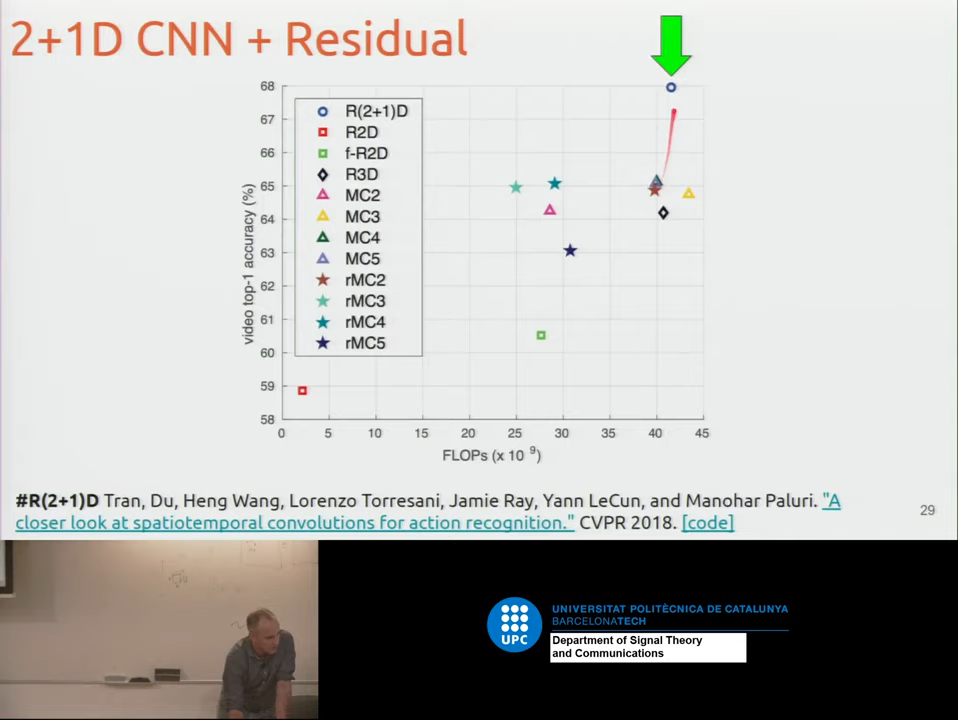 2+1D CNN + Residual
68
67
66
65
64
63
62
61
60
59
58
video top-1 accuracy (%)
R(2+1)D
R2D
f-R2D
R3D
MC2
MC3
MC4
MC5
rMC2
rMC3
rMC4
rMC5
0 5 10 15 20 25 30 35 40 45
FLOPs (x 10 9)
#R(2+1)D Tran, Du, Heng Wang, Lorenzo Torresani, Jamie Ray, Yann LeCun, and Manohar Paluri. "A
closer look at spatiotemporal convolutions for action recognition." CVPR 2018. [code]
29
UPC
UNIVERSITAT POLITÈCNICA DE CATALUNYA
BARCELONATECH
Department of Signal Theory
and Communications